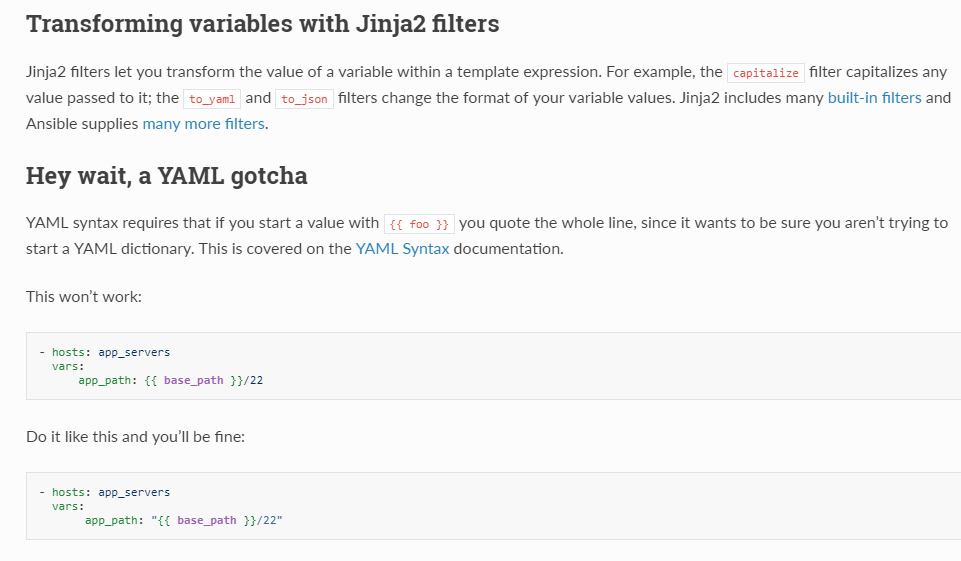 Transforming variables with Jinja2 filters
Jinja2 filters let you transform the value of a variable within a template expression. For example, the capitalize filter capitalizes any
value passed to it; the to_yaml and to_json filters change the format of your variable values. Jinja2 includes many built-in filters and
Ansible supplies many more filters.
Hey wait, a YAML gotcha
YAML syntax requires that if you start a value with {{ foo }} you quote the whole line, since it wants to be sure you aren’t trying to
start a YAML dictionary. This is covered on the YAML Syntax documentation.
This won’t work:
- hosts: app_servers
  vars:
      app_path: {{ base_path }}/22
Do it like this and you’ll be fine:
- hosts: app_servers
  vars:
       app_path: "{{ base_path }}/22"